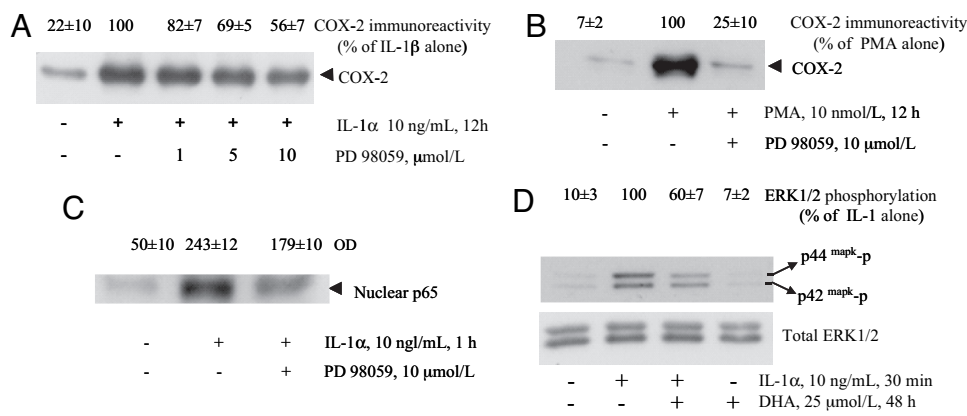 A
22±10 100 82±7 69±5 56±7 COX-2 immunoreactivity
(% of IL-1β alone)
COX-2
- + + + + IL-1α 10 ng/mL, 12h
- - 1 5 10 PD 98059, μmol/L
B
7±2 100 25±10 COX-2 immunoreactivity
(% of PMA alone)
COX-2
- + + PMA, 10 nmol/L, 12 h
- - + PD 98059, 10 μmol/L
C
50±10 243±12 179±10 OD
Nuclear p65
- + + IL-1α, 10 ngl/mL, 1 h
- - + PD 98059, 10 μmol/L
D
10±3 100 60±7 7±2 ERK1/2 phosphorylation
(% of IL-1 alone)
p44 mapk-p
p42 mapk-p
Total ERK1/2
- + + - IL-1α, 10 ng/mL, 30 min
- - + + DHA, 25 μmol/L, 48 h